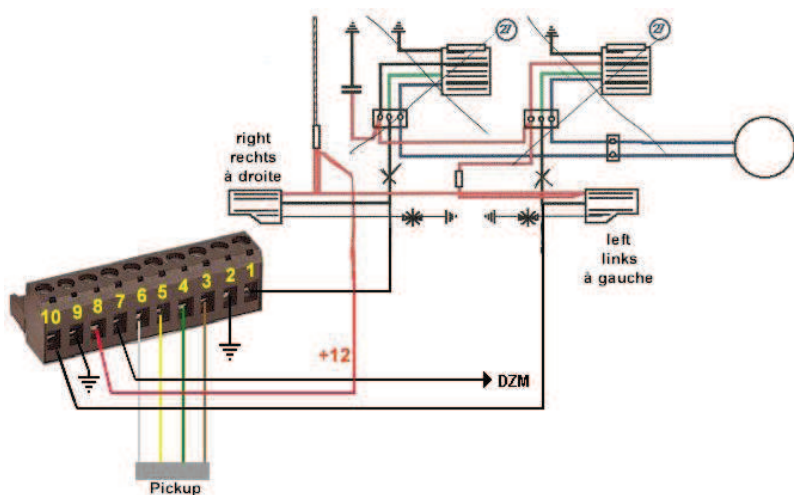 27
27
right
rechts
à droite
left
links
à gauche
10 9 8 7 6 5 4 3 2 1
+12
DZM
Pickup